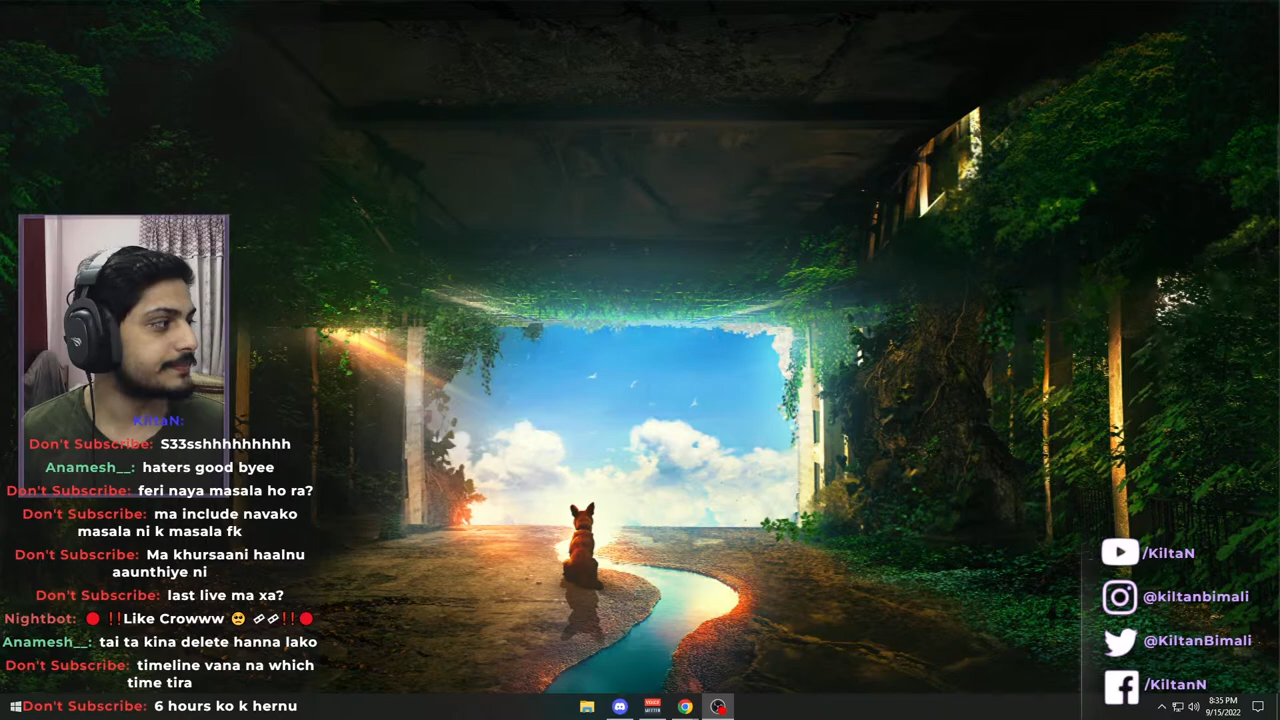 KiltaN:
Don't Subscribe: S33sshhhhhhhhh
Anamesh__: haters good byee
Don't Subscribe: feri naya masala ho ra?
Don't Subscribe: ma include navako
masala ni k masala fk
Don't Subscribe: Ma khursaani haalnu
aaunthiye ni
Don't Subscribe: last live ma xa?
Nightbot: 🔴 ‼️Like Crowww 🥺 🔗🔗‼️🔴
Anamesh__: tai ta kina delete hanna lako
Don't Subscribe: timeline vana na which
time tira
Don't Subscribe: 6 hours ko k hernu
/KiltaN
@kiltanbimali
@KiltanBimali
/KiltanN
VOICE
MEETER
8:35 PM
9/15/2022